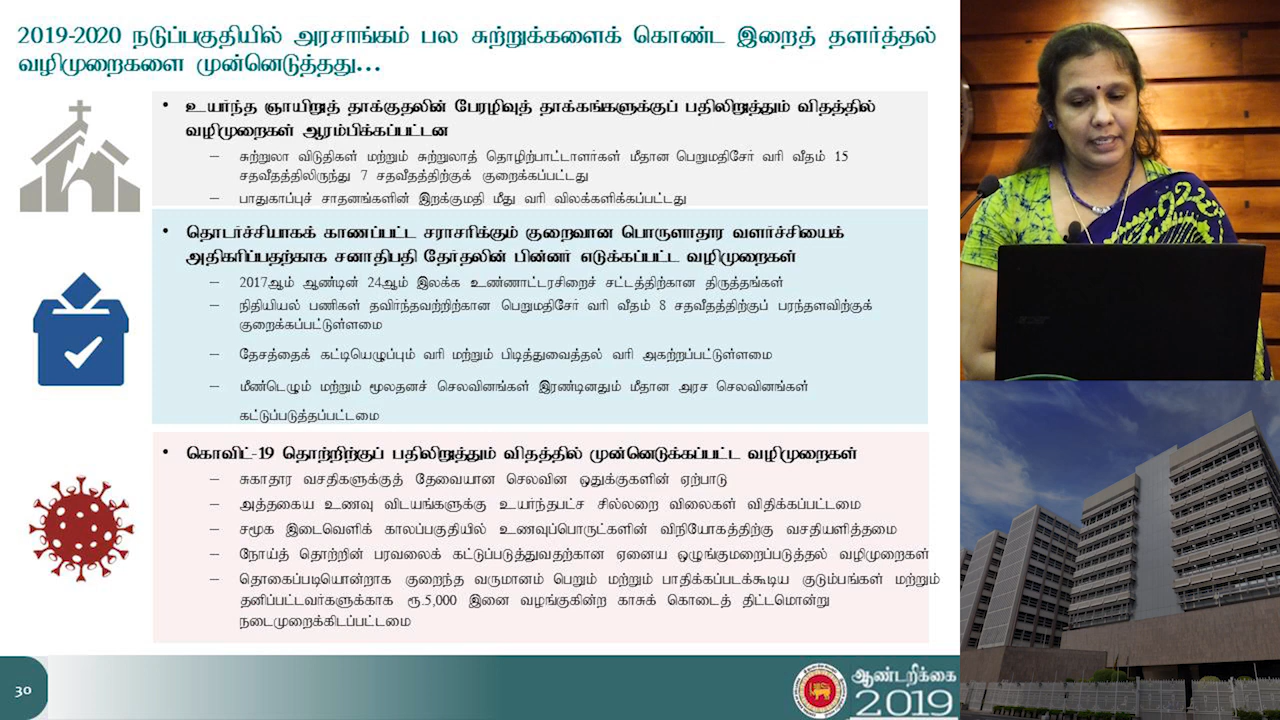 2019-2020 நடுப்பகுதியில் அரசாங்கம் பல சுற்றுக்களைக் கொண்ட இறைத் தளர்த்தல்
வழிமுறைகளை முன்னெடுத்தது...
• உயிர்ந்த ஞாயிறுத் தாக்குதலின் பேரழிவுத் தாக்கங்களுக்குப் பதிலிறுத்தும் விதத்தில்
வழிமுறைகள் ஆரம்பிக்கப்பட்டன
– சுற்றுலா விடுதிகள் மற்றும் சுற்றுலாத் தொழிற்பாட்டாளர்கள் மீதான பெறுமதிசேர் வரி வீதம் 15
சதவீதத்திலிருந்து 7 சதவீதத்திற்குக் குறைக்கப்பட்டது
– பாதுகாப்புச் சாதனங்களின் இறக்குமதி மீது வரி விலக்களிக்கப்பட்டது
• தொடர்ச்சியாகக் காணப்பட்ட சராசரிக்கும் குறைவான பொருளாதார வளர்ச்சியைக்
அதிகரிப்பதற்காக சனாதிபதி தேர்தலின் பின்னர் எடுக்கப்பட்ட வழிமுறைகள்
– 2017ஆம் ஆண்டின் 24ஆம் இலக்க உண்ணாட்டரசிறைச் சட்டத்திற்கான திருத்தங்கள்
– நிதியியல் பணிகள் தவிர்ந்தவற்றிற்கான பெறுமதிசேர் வரி வீதம் 8 சதவீதத்திற்குப் பரந்தளவிற்குக்
குறைக்கப்பட்டுள்ளமை
– தேசத்தைக் கட்டியெழுப்பும் வரி மற்றும் பிடித்துவைத்தல் வரி அகற்றப்பட்டுள்ளமை
– மீண்டெழும் மற்றும் மூலதனச் செலவினங்கள் இரண்டினதும் மீதான அரச செலவினங்கள்
கட்டுப்படுத்தப்பட்டமை
• கொவிட்-19 தொற்றிற்குப் பதிலிறுத்தும் விதத்தில் முன்னெடுக்கப்பட்ட வழிமுறைகள்
– சுகாதார வசதிகளுக்குத் தேவையான செலவின ஒதுக்குகளின் ஏற்பாடு
– அத்தகைய உணவு விடயங்களுக்கு உயர்ந்தபட்ச சில்லறை விலைகள் விதிக்கப்பட்டமை
– சமூக இடைவெளிக் காலப்பகுதியில் உணவுப்பொருட்களின் விநியோகத்திற்கு வசதியளித்தமை
– நோய்த் தொற்றின் பரவலைக் கட்டுப்படுத்துவதற்கான ஏனைய ஒழுங்குமுறைப்படுத்தல் வழிமுறைகள்
– தொகைப்படியொன்றாக குறைந்த வருமானம் பெறும் மற்றும் பாதிக்கப்படக்கூடிய குடும்பங்கள் மற்றும்
தனிப்பட்டவர்களுக்காக ரூ.5,000 இனை வழங்குகின்ற காசுக் கொடைத் திட்டமொன்று
நடைமுறைக்கிடப்பட்டமை
30
ஆண்டறிக்கை
2019